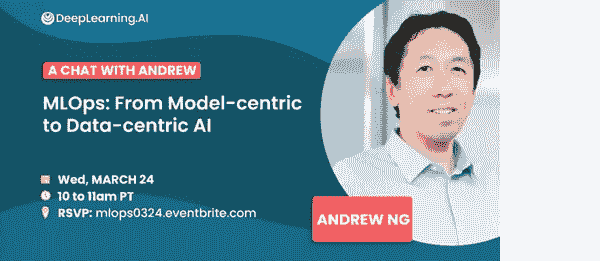 DeepLearning.AI
A CHAT WITH ANDREW
MLOps: From Model-centric
to Data-centric AI
Wed, MARCH 24
10 to 11am PT
RSVP: mlops0324.eventbrite.com
ANDREW NG